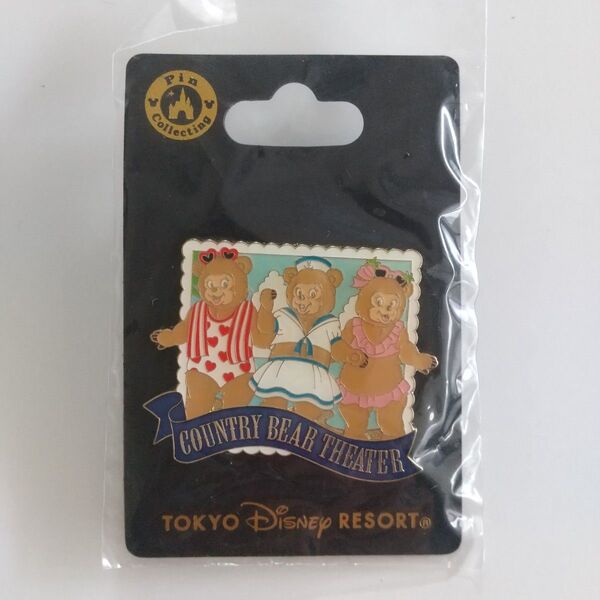 Pin
Collecting
COUNTRY BEAR THEATER
TOKYO Disney RESORT®